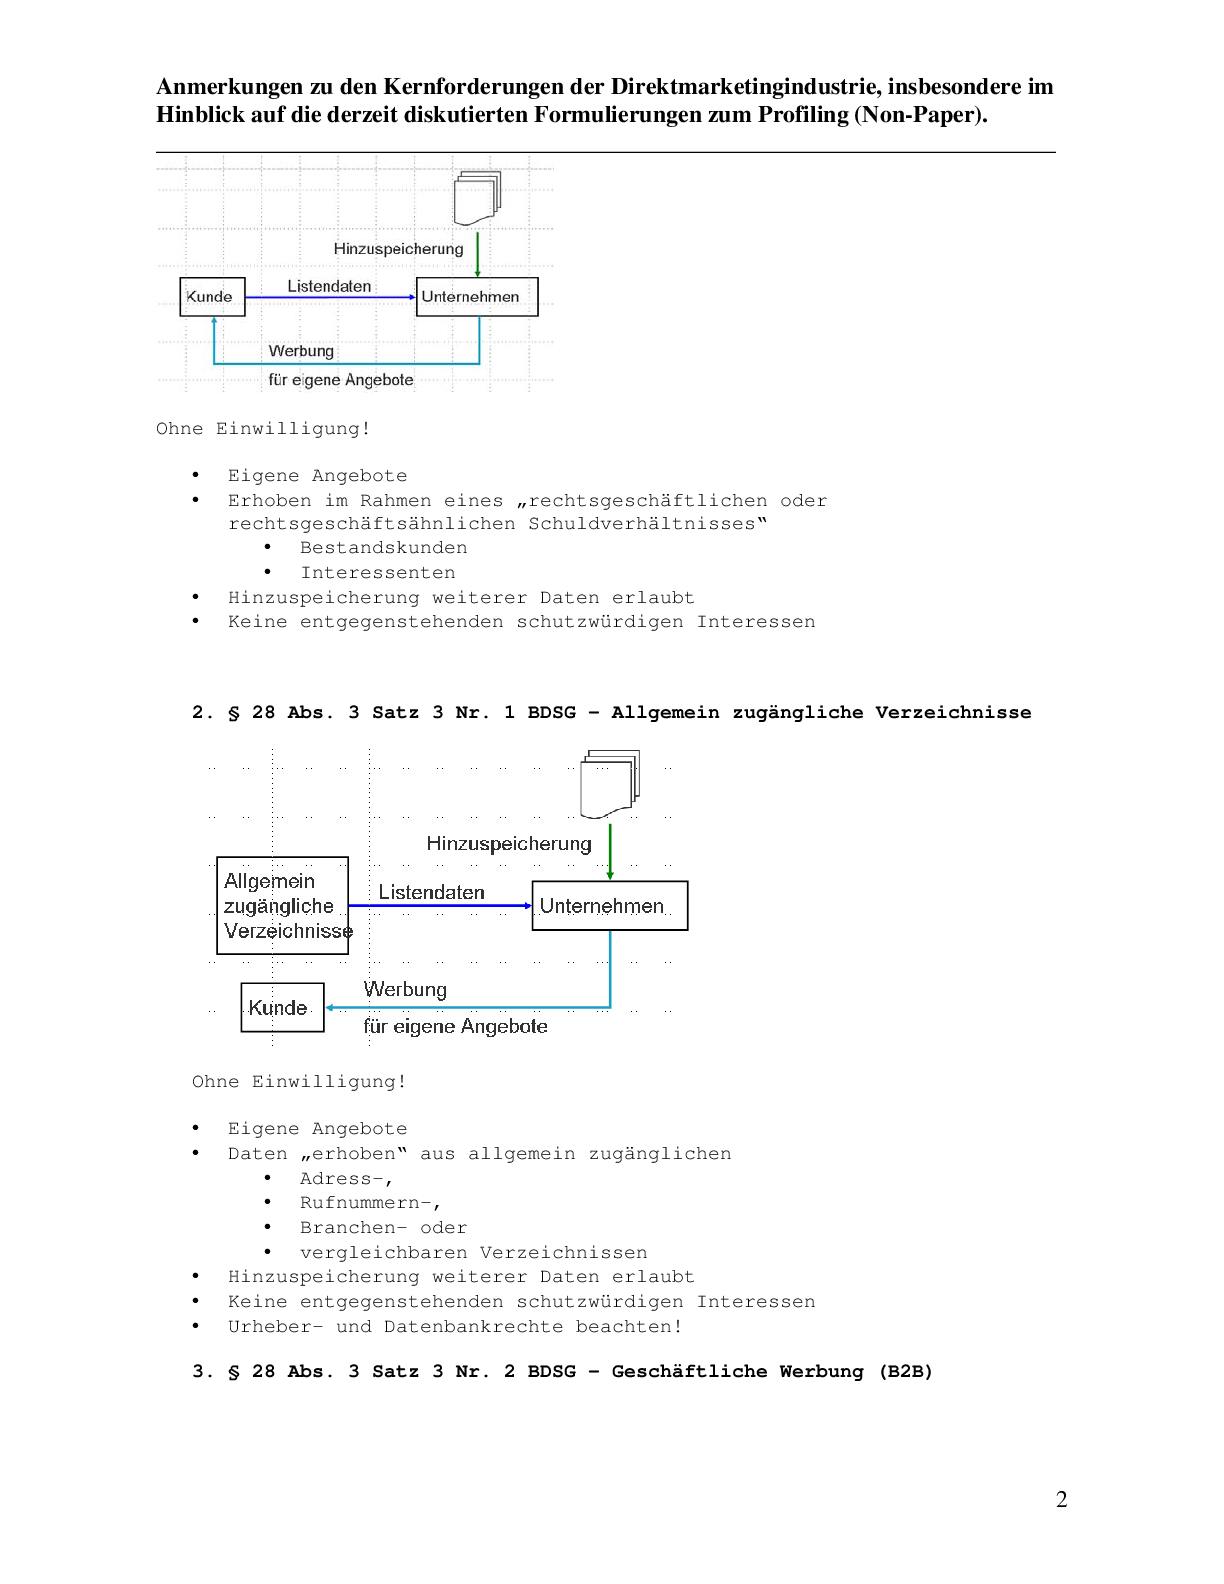 Anmerkungen zu den Kernforderungen der Direktmarketingindustrie, insbesondere im
Hinblick auf die derzeit diskutierten Formulierungen zum Profiling (Non-Paper).
Hinzuspeicherung
Kunde
Listendaten
Unternehmen
Werbung
für eigene Angebote
Ohne Einwilligung!
• Eigene Angebote
• Erhoben im Rahmen eines „rechtsgeschäftlichen oder
rechtsgeschäftsähnlichen Schuldverhältnisses“
• Bestandskunden
• Interessenten
• Hinzuspeicherung weiterer Daten erlaubt
• Keine entgegenstehenden schutzwürdigen Interessen
2. § 28 Abs. 3 Satz 3 Nr. 1 BDSG – Allgemein zugängliche Verzeichnisse
Hinzuspeicherung
Allgemein
zugängliche
Verzeichnisse
Listendaten
Unternehmen
Werbung
Kunde
für eigene Angebote
Ohne Einwilligung!
• Eigene Angebote
• Daten „erhoben“ aus allgemein zugänglichen
• Adress-,
• Rufnummern-,
• Branchen- oder
• vergleichbaren Verzeichnissen
• Hinzuspeicherung weiterer Daten erlaubt
• Keine entgegenstehenden schutzwürdigen Interessen
• Urheber- und Datenbankrechte beachten!
3. § 28 Abs. 3 Satz 3 Nr. 2 BDSG – Geschäftliche Werbung (B2B)
2